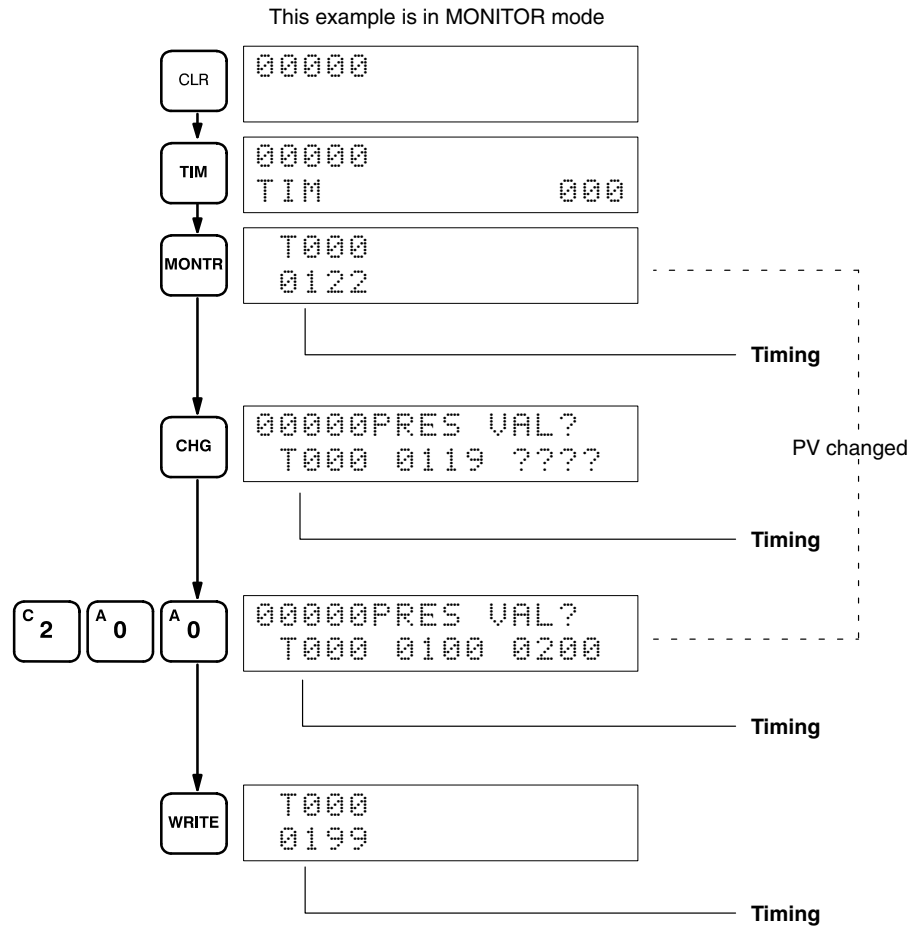 This example is in MONITOR mode
CLR
00000
TIM
00000
TIM 000
MONTR
T000
0122
Timing
CHG
00000PRES VAL?
T000 0119 ????
PV changed
Timing
C 2 A 0 A 0
00000PRES VAL?
T000 0100 0200
Timing
WRITE
T000
0199
Timing